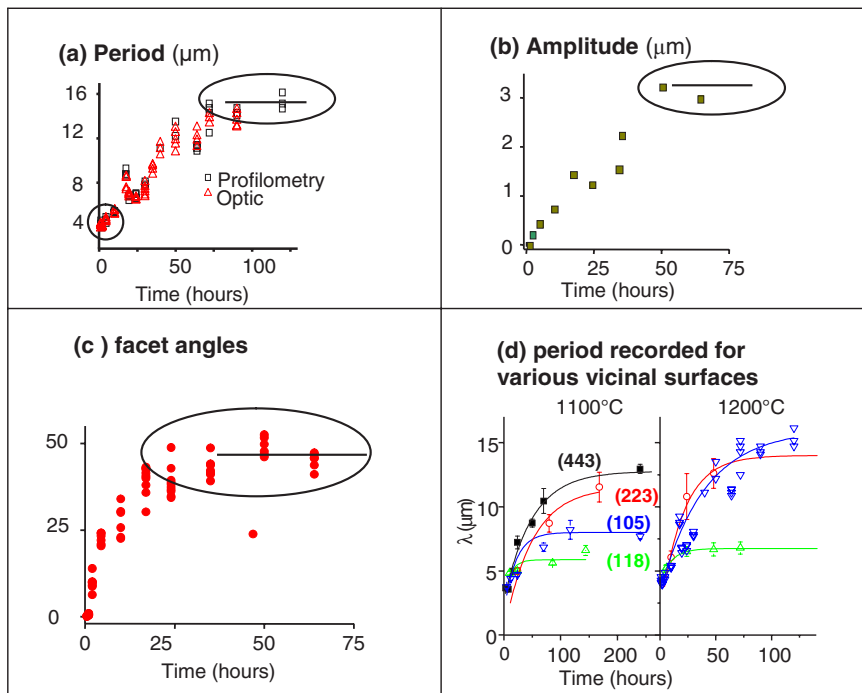 (a) Period (µm)
16
12
8
4
Profilometry
Optic
0 50 100
Time (hours)
(b) Amplitude (µm)
3
2
1
0
0 25 50 75
Time (hours)
(c ) facet angles
50
25
0
0 25 50 75
Time (hours)
(d) period recorded for
various vicinal surfaces
1100°C 1200°C
15
10
5
0
λ (µm)
(443)
(223)
(105)
(118)
0 100 200 0 50 100
Time (hours) Time (hours)